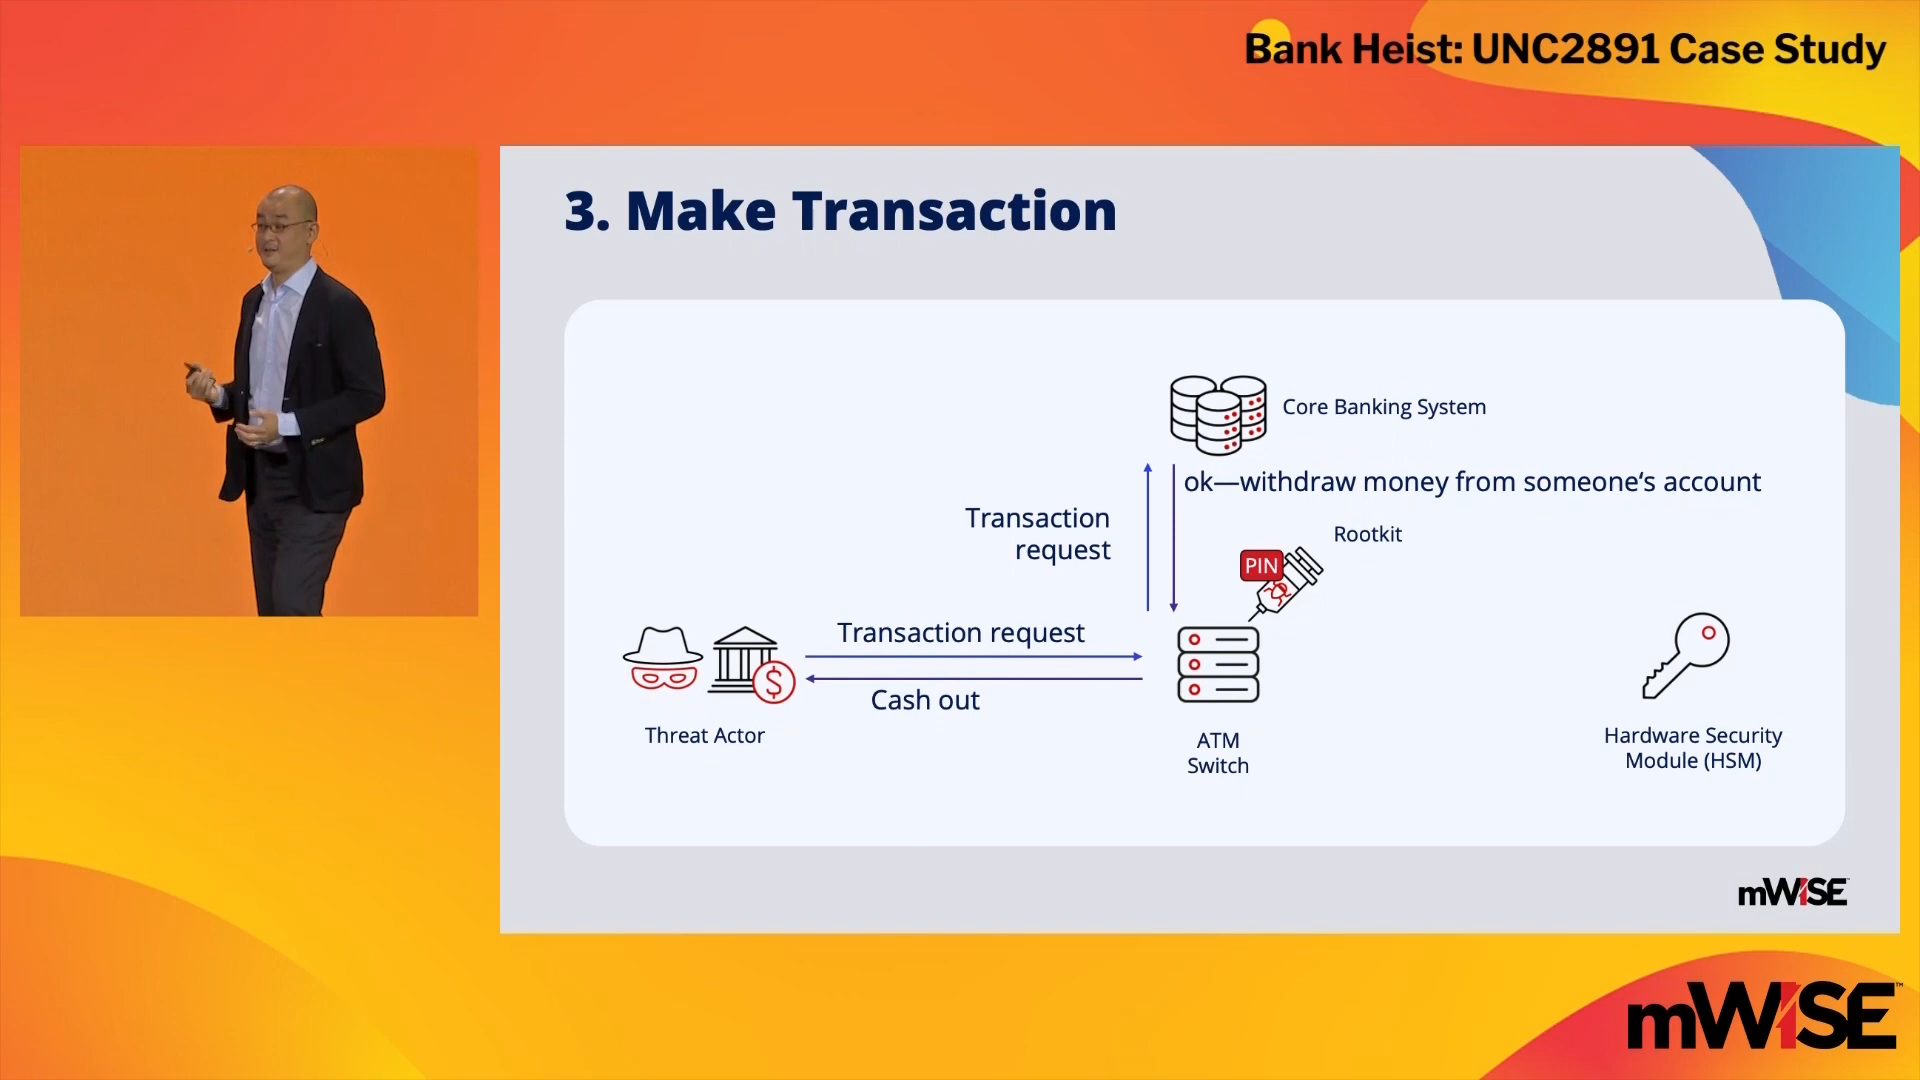 Bank Heist: UNC2891 Case Study
3. Make Transaction
Core Banking System
ok—withdraw money from someone‘s account
Transaction
request
Rootkit
PIN
Transaction request
Cash out
$
Threat Actor
ATM
Switch
Hardware Security
Module (HSM)
mWISE
mWISE™